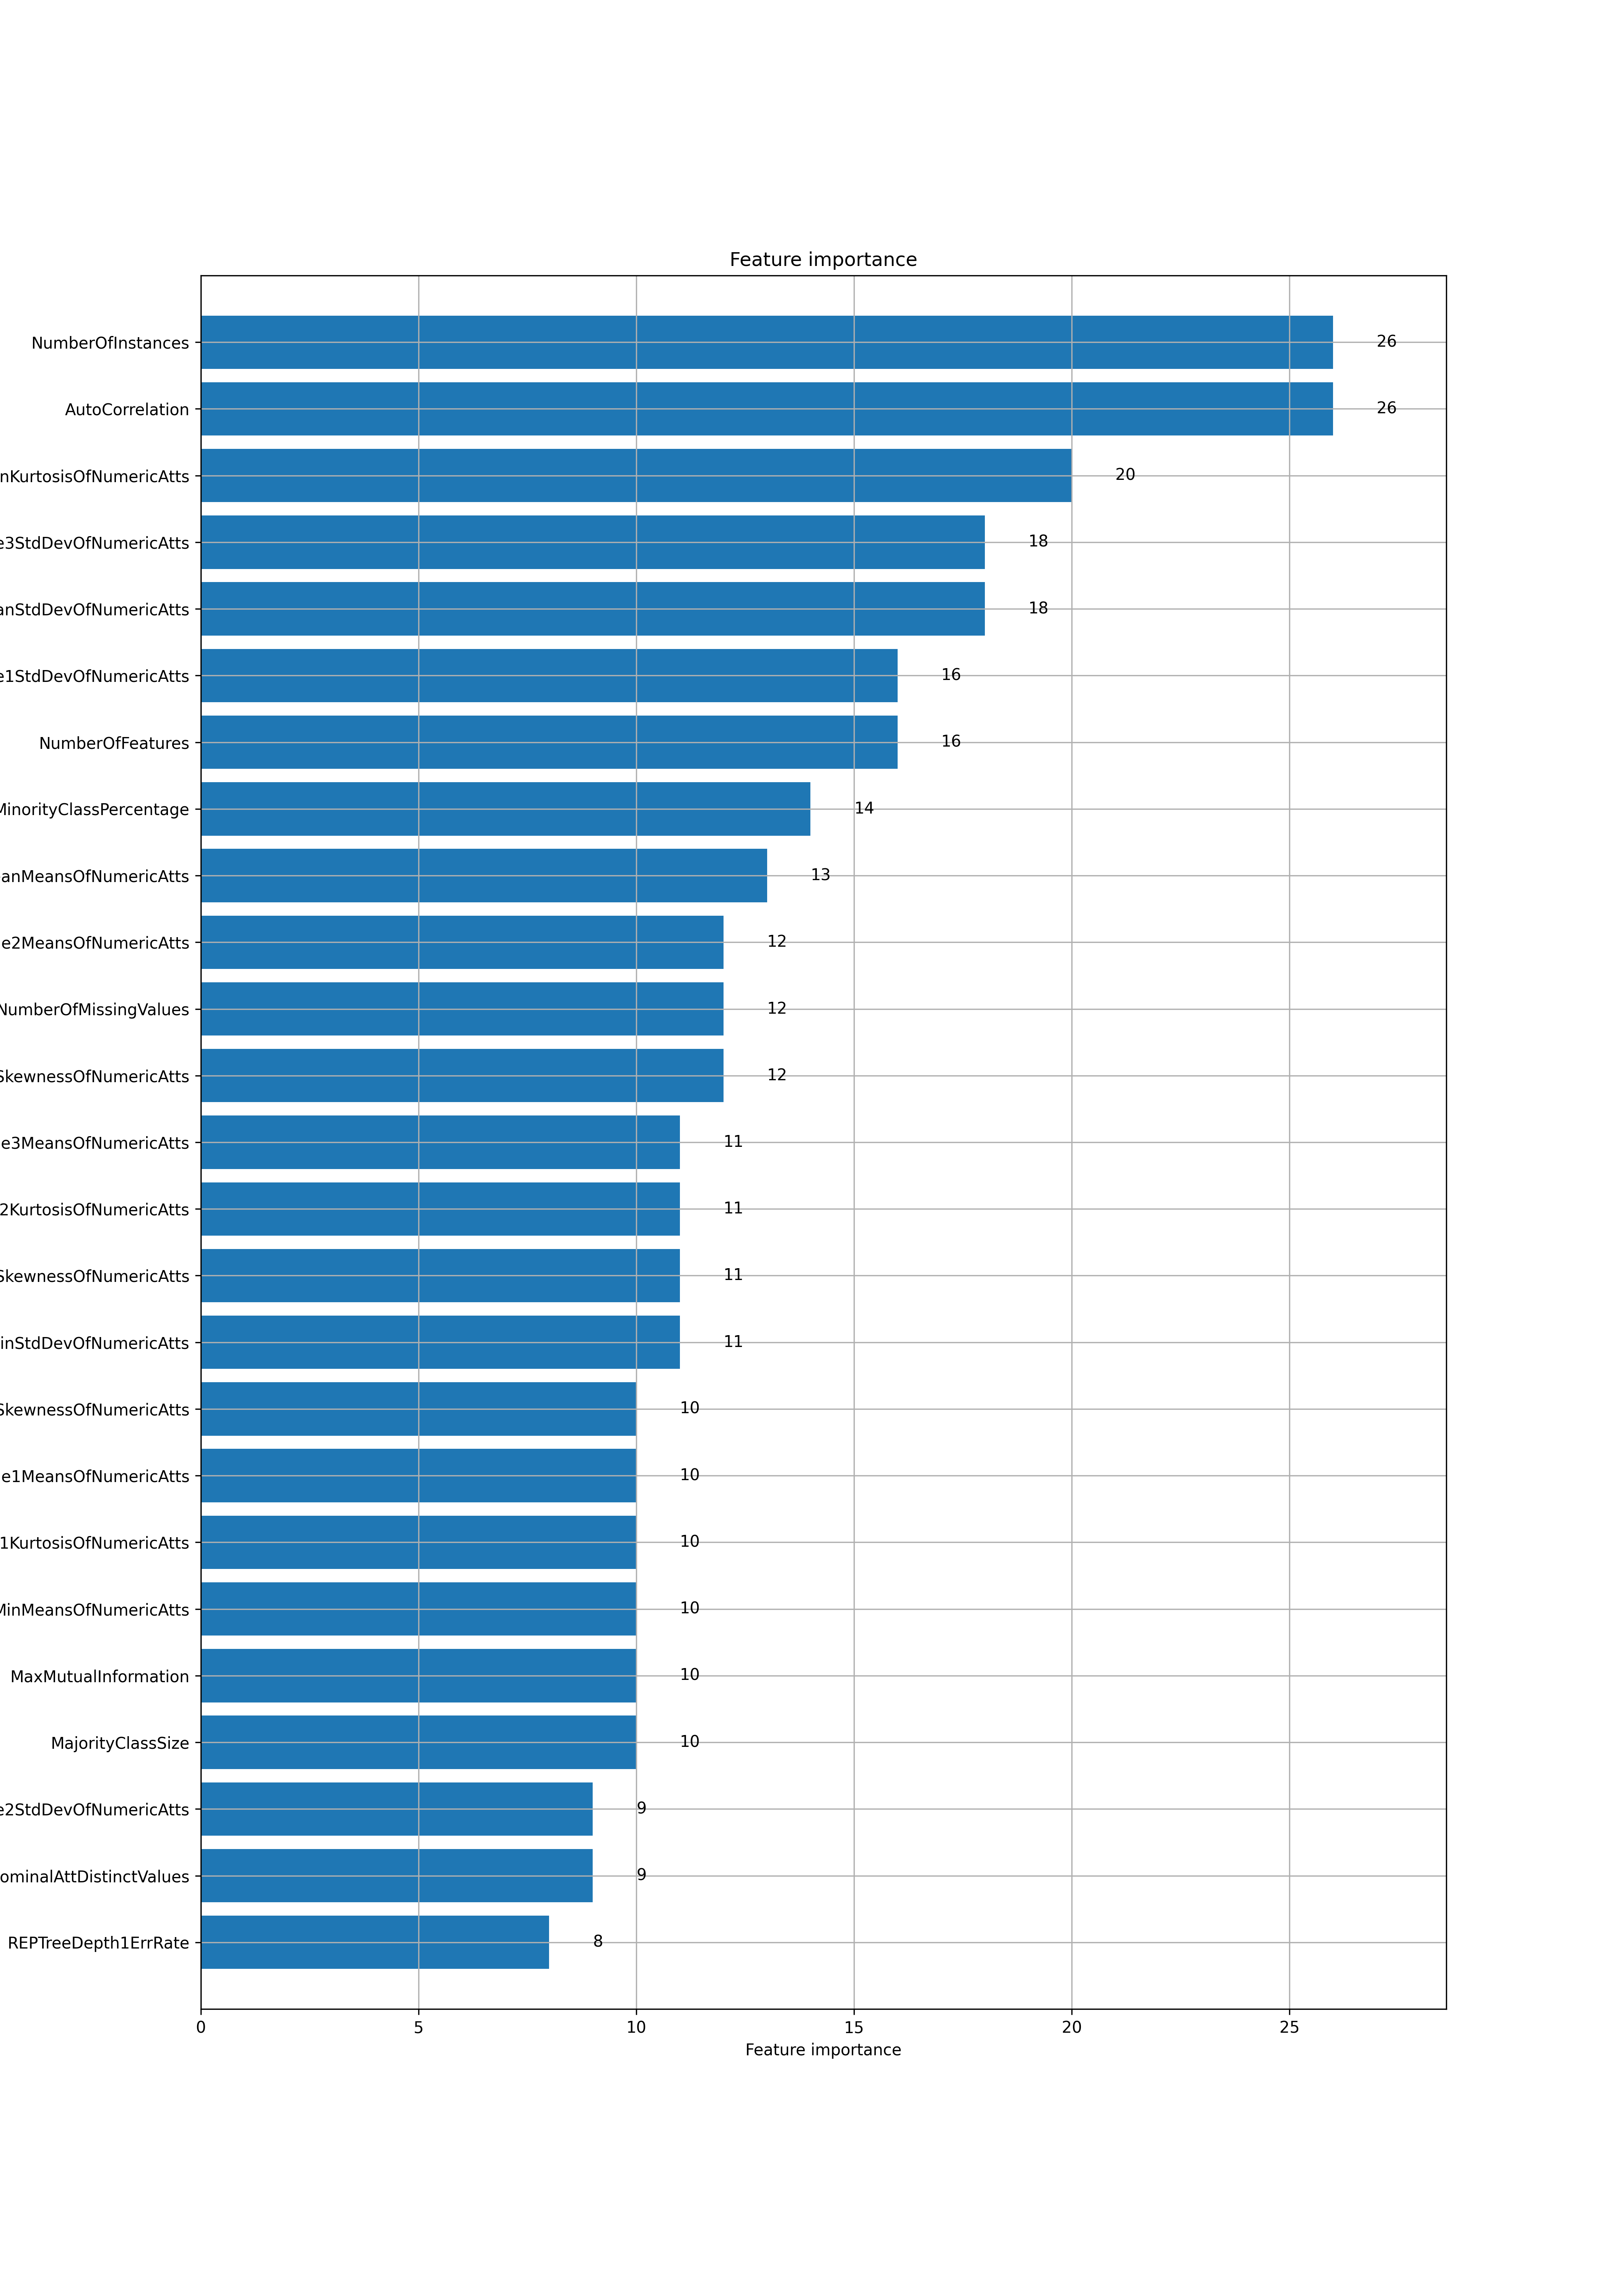 Feature importance
NumberOfInstances 26
AutoCorrelation 26
nKurtosisOfNumericAtts 20
e3StdDevOfNumericAtts 18
anStdDevOfNumericAtts 18
e1StdDevOfNumericAtts 16
NumberOfFeatures 16
MinorityClassPercentage 14
anMeansOfNumericAtts 13
e2MeansOfNumericAtts 12
NumberOfMissingValues 12
SkewnessOfNumericAtts 12
e3MeansOfNumericAtts 11
2KurtosisOfNumericAtts 11
SkewnessOfNumericAtts 11
inStdDevOfNumericAtts 11
SkewnessOfNumericAtts 10
e1MeansOfNumericAtts 10
1KurtosisOfNumericAtts 10
MinMeansOfNumericAtts 10
MaxMutualInformation 10
MajorityClassSize 10
e2StdDevOfNumericAtts 9
ominalAttDistinctValues 9
REPTreeDepth1ErrRate 8
0 5 10 15 20 25
Feature importance